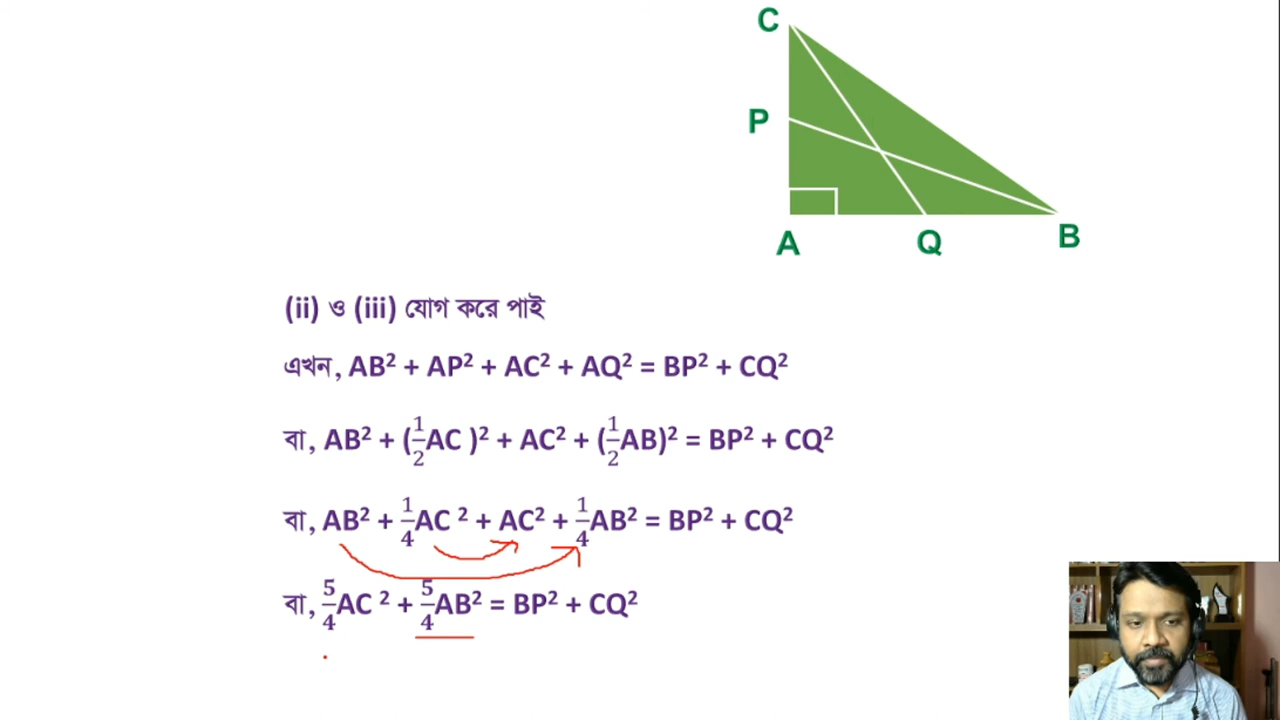 C
P
A Q B
(ii) ও (iii) যোগ করে পাই
এখন, AB² + AP² + AC² + AQ² = BP² + CQ²
বা, AB² + (½AC )² + AC² + (½AB)² = BP² + CQ²
বা, AB² + ¼AC ² + AC² + ¼AB² = BP² + CQ²
বা, 5/4AC ² + 5/4AB² = BP² + CQ²